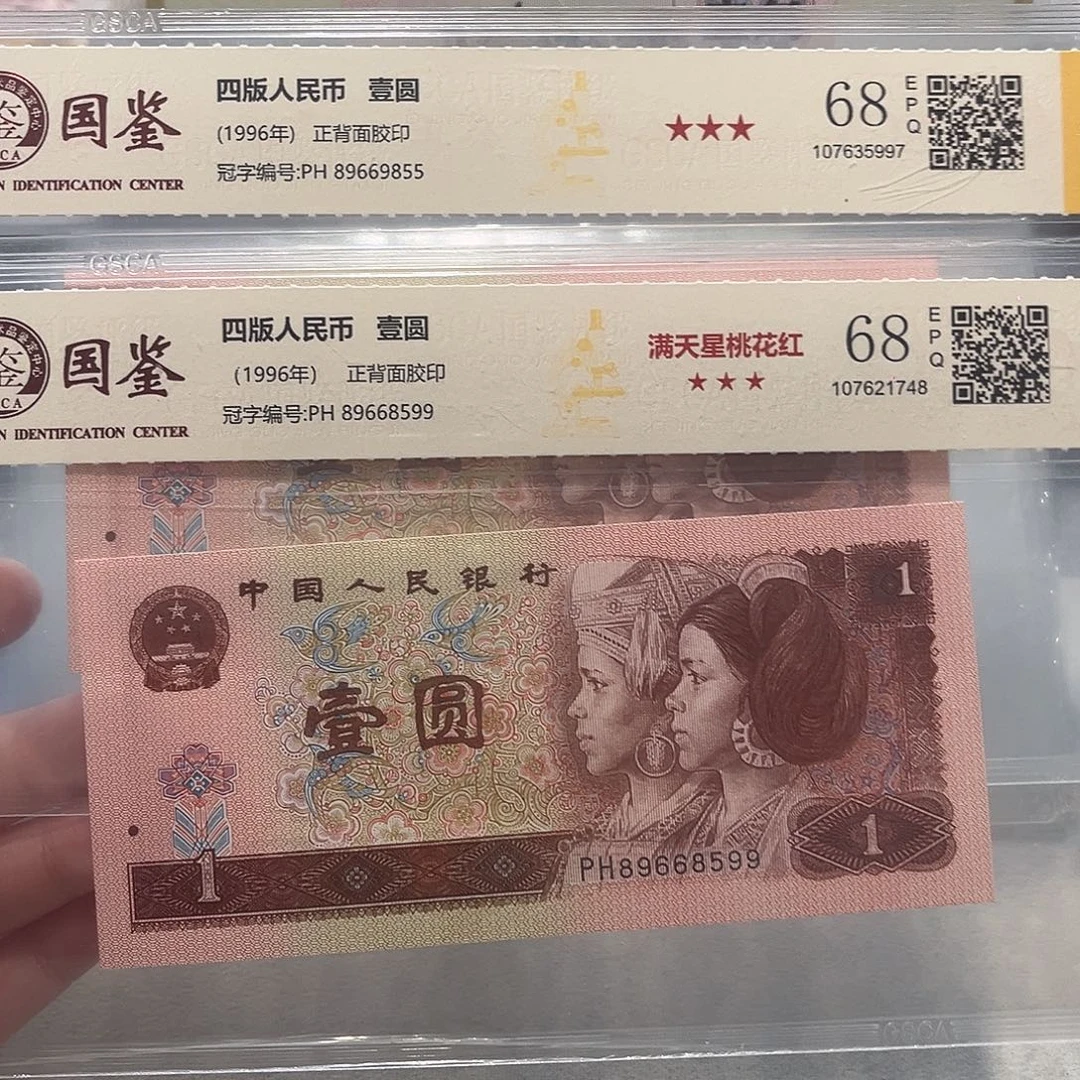 GSCA
四版人民币 壹圆
国鉴
(1996年) 正背面胶印
冠字编号:PH 89669855
★★★
68
EPQ
107635997
N IDENTIFICATION CENTER
GSCA
四版人民币 壹圆
国鉴
(1996年) 正背面胶印
冠字编号:PH 89668599
满天星桃花红
★★★
68
EPQ
107621748
N IDENTIFICATION CENTER
中国人民银行
1
壹圆
1
1
PH89668599
GSCA